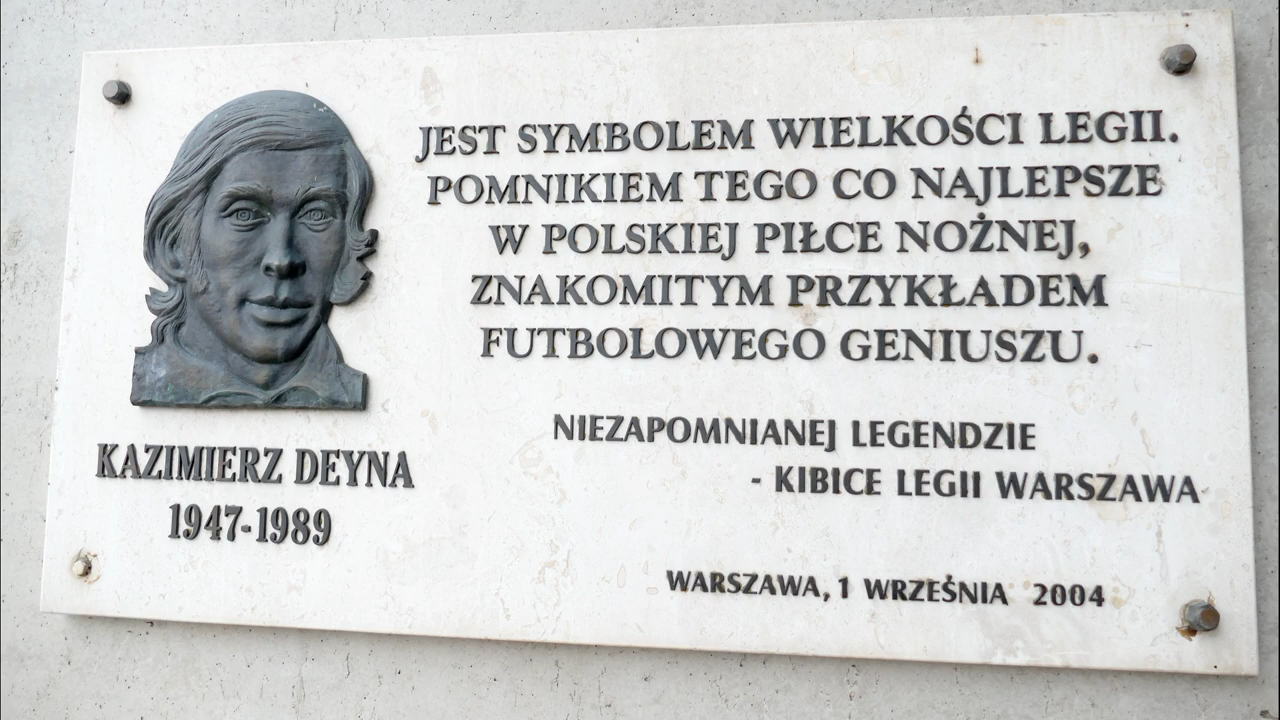 JEST SYMBOLEM WIELKOŚCI LEGII.
POMNIKIEM TEGO CO NAJLEPSZE
W POLSKIEJ PIŁCE NOŻNEJ,
ZNAKOMITYM PRZYKŁADEM
FUTBOLOWEGO GENIUSZU.
NIEZAPOMNIANEJ LEGENDZIE
- KIBICE LEGII WARSZAWA
KAZIMIERZ DEYNA
1947-1989
WARSZAWA, 1 WRZEŚNIA 2004